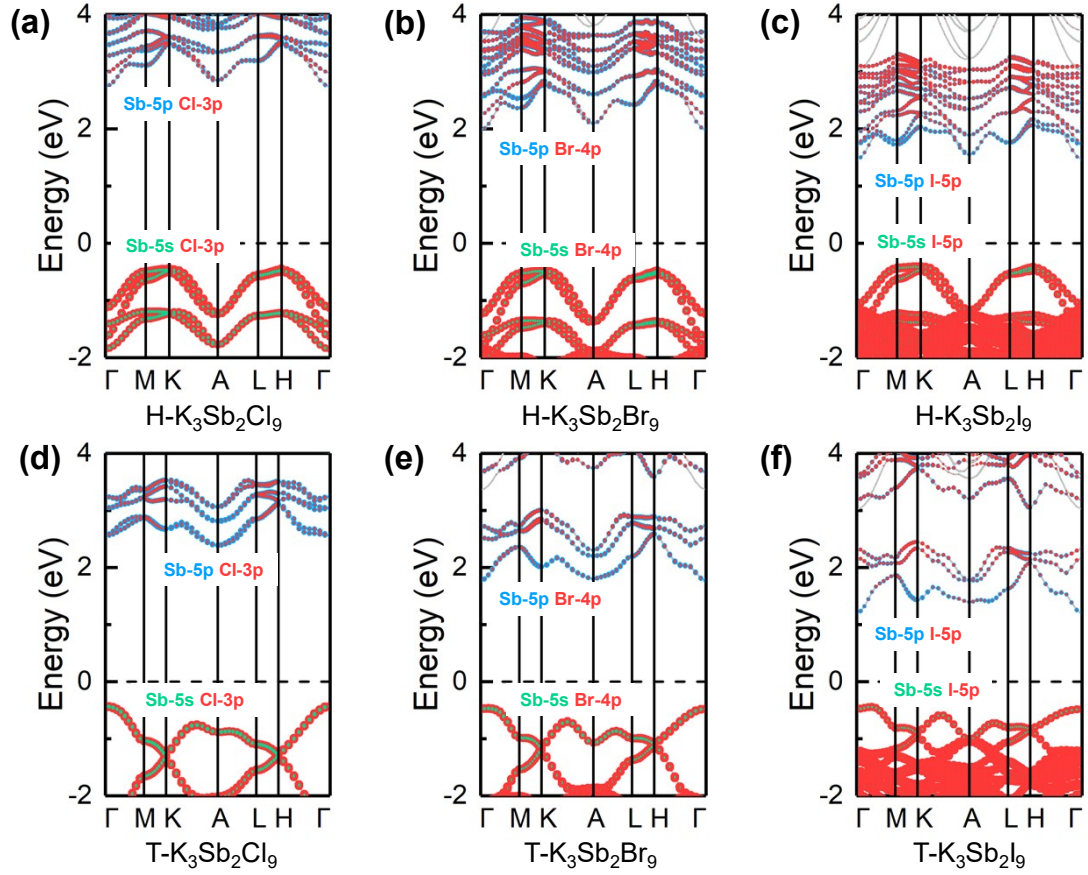 (a)
4
2
0
-2
Energy (eV)
Sb-5p Cl-3p
Sb-5s Cl-3p
Γ M K A L H Γ
H-K₃Sb₂Cl₉
(b)
4
2
0
-2
Energy (eV)
Sb-5p Br-4p
Sb-5s Br-4p
Γ M K A L H Γ
H-K₃Sb₂Br₉
(c)
4
2
0
-2
Energy (eV)
Sb-5p I-5p
Sb-5s I-5p
Γ M K A L H Γ
H-K₃Sb₂I₉
(d)
4
2
0
-2
Energy (eV)
Sb-5p Cl-3p
Sb-5s Cl-3p
Γ M K A L H Γ
T-K₃Sb₂Cl₉
(e)
4
2
0
-2
Energy (eV)
Sb-5p Br-4p
Sb-5s Br-4p
Γ M K A L H Γ
T-K₃Sb₂Br₉
(f)
4
2
0
-2
Energy (eV)
Sb-5p I-5p
Sb-5s I-5p
Γ M K A L H Γ
T-K₃Sb₂I₉